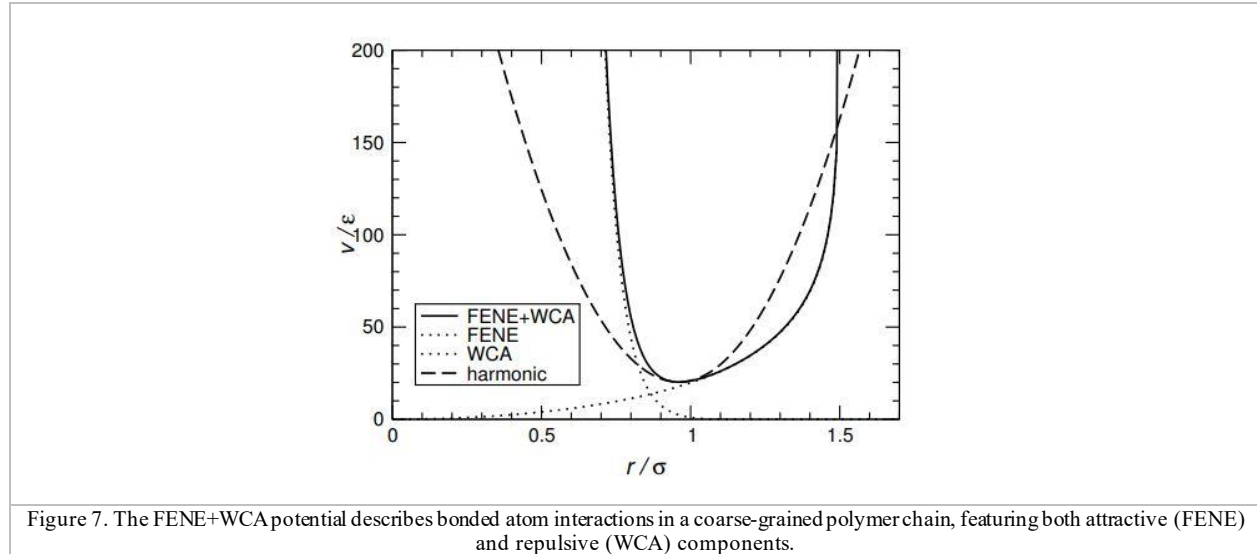 200
150
100
50
0
v/ε
FENE+WCA
FENE
WCA
harmonic
0 0.5 1 1.5
r/σ
Figure 7. The FENE+WCA potential describes bonded atom interactions in a coarse-grained polymer chain, featuring both attractive (FENE)
and repulsive (WCA) components.